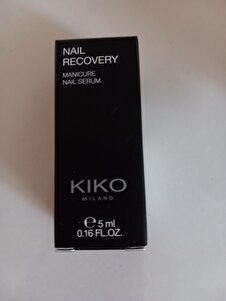 NAIL
RECOVERY
MANICURE
NAIL SERUM
KIKO
MILANO
℮ 5 ml
0.16 FL.OZ.